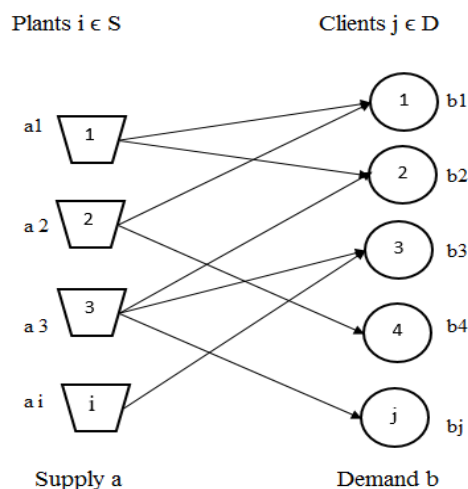 Plants i ϵ S
Clients j ϵ D
a1
1
1
b1
a 2
2
2
b2
a 3
3
3
b3
a i
i
4
b4
j
bj
Supply a
Demand b